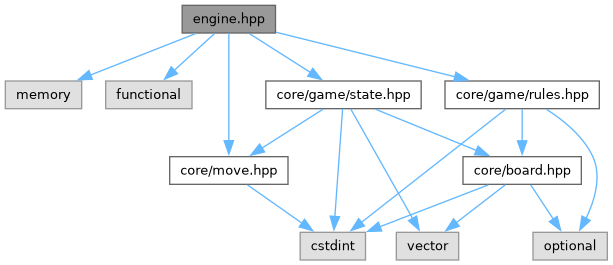 engine.hpp
memory
functional
core/game/state.hpp
core/game/rules.hpp
core/move.hpp
core/board.hpp
cstdint
vector
optional